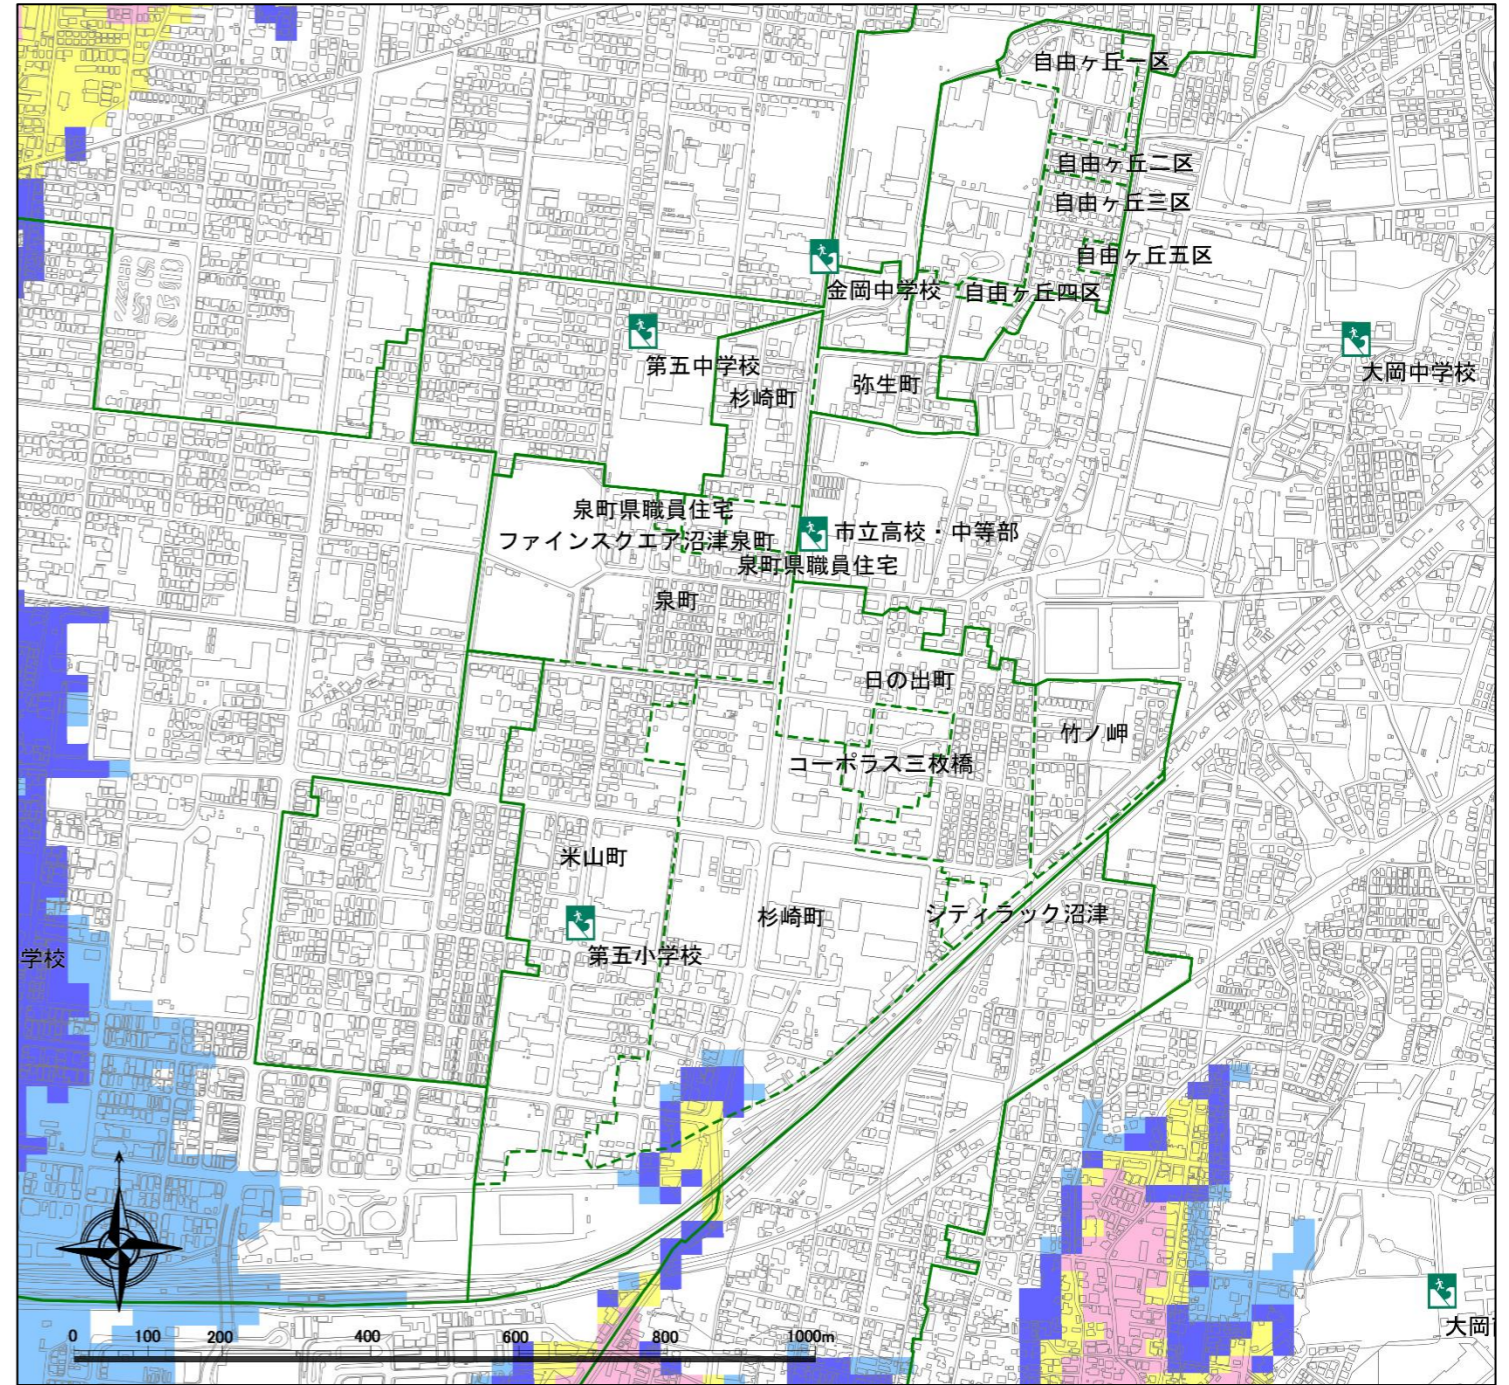 自由ヶ丘一区
自由ヶ丘二区
自由ヶ丘三区
自由ヶ丘五区
金岡中学校
自由ヶ丘四区
第五中学校
大岡中学校
杉崎町
弥生町
泉町県職員住宅
ファインスクエア沼津泉町
市立高校・中等部
泉町県職員住宅
泉町
日の出町
竹ノ岬
コーポラス三枚橋
米山町
杉崎町
シティラック沼津
第五小学校
学校
大岡
0 100 200 400 600 800 1000m